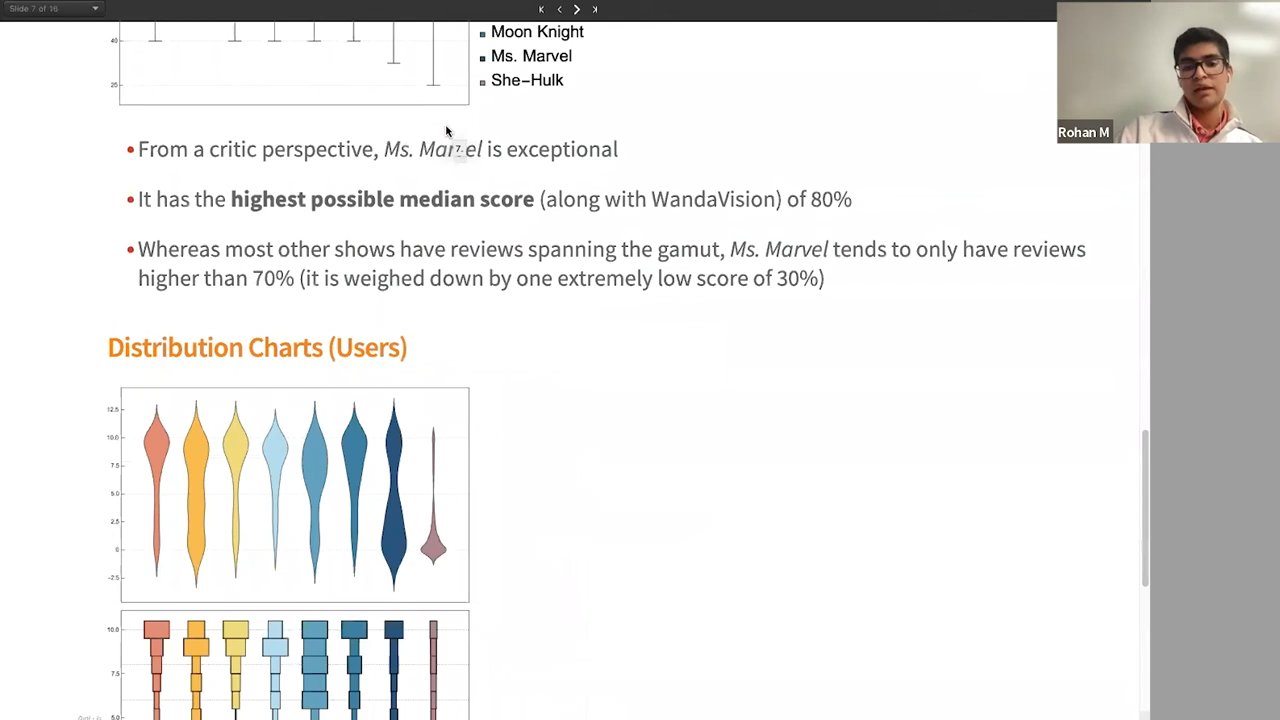 Slide 7 of 16
40
20
Moon Knight
Ms. Marvel
She-Hulk
Rohan M
•From a critic perspective, Ms. Marvel is exceptional
•It has the highest possible median score (along with WandaVision) of 80%
•Whereas most other shows have reviews spanning the gamut, Ms. Marvel tends to only have reviews
higher than 70% (it is weighed down by one extremely low score of 30%)
Distribution Charts (Users)
12.5
10.0
7.5
5.0
2.5
0
-2.5
10.0
7.5
5.0